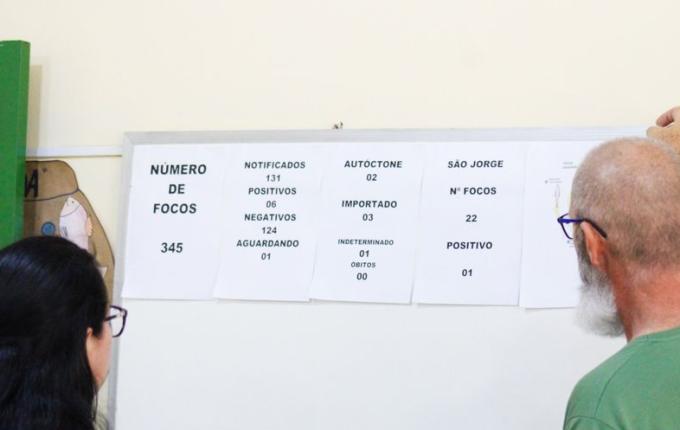 NÚMERO
DE
FOCOS
345
NOTIFICADOS
131
POSITIVOS
06
NEGATIVOS
124
AGUARDANDO
01
AUTÓCTONE
02
IMPORTADO
03
INDETERMINADO
01
ÓBITOS
00
SÃO JORGE
Nº FOCOS
22
POSITIVO
01